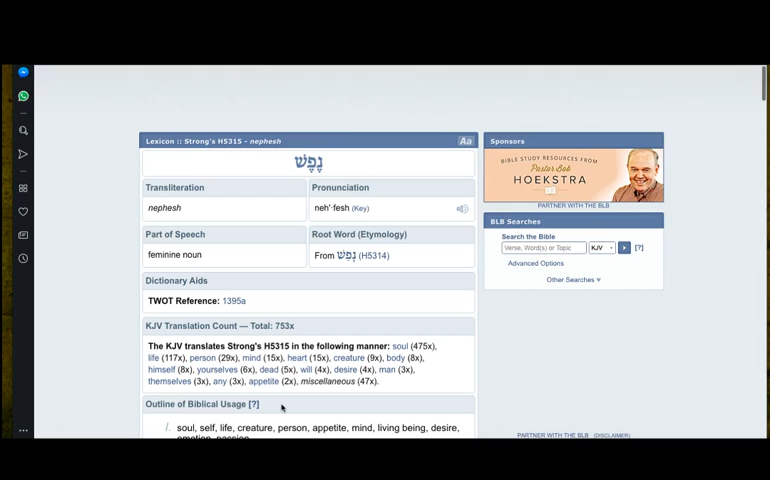 Lexicon :: Strong's H5315 - nephesh
Aa
נֶפֶשׁ
Transliteration
Pronunciation
nephesh
neh'·fesh (Key)
Part of Speech
Root Word (Etymology)
feminine noun
From נָפַשׁ (H5314)
Dictionary Aids
TWOT Reference: 1395a
KJV Translation Count — Total: 753x
The KJV translates Strong's H5315 in the following manner: soul (475x),
life (117x), person (29x), mind (15x), heart (15x), creature (9x), body (8x),
himself (8x), yourselves (6x), dead (5x), will (4x), desire (4x), man (3x),
themselves (3x), any (3x), appetite (2x), miscellaneous (47x).
Outline of Biblical Usage [?]
I. soul, self, life, creature, person, appetite, mind, living being, desire,
emotion, passion
Sponsors
BIBLE STUDY RESOURCES FROM
Pastor Bob
HOEKSTRA
PARTNER WITH THE BLB
BLB Searches
Search the Bible
Verse, Word(s) or Topic
KJV
[?]
Advanced Options
Other Searches
PARTNER WITH THE BLB (DISCLAIMER)